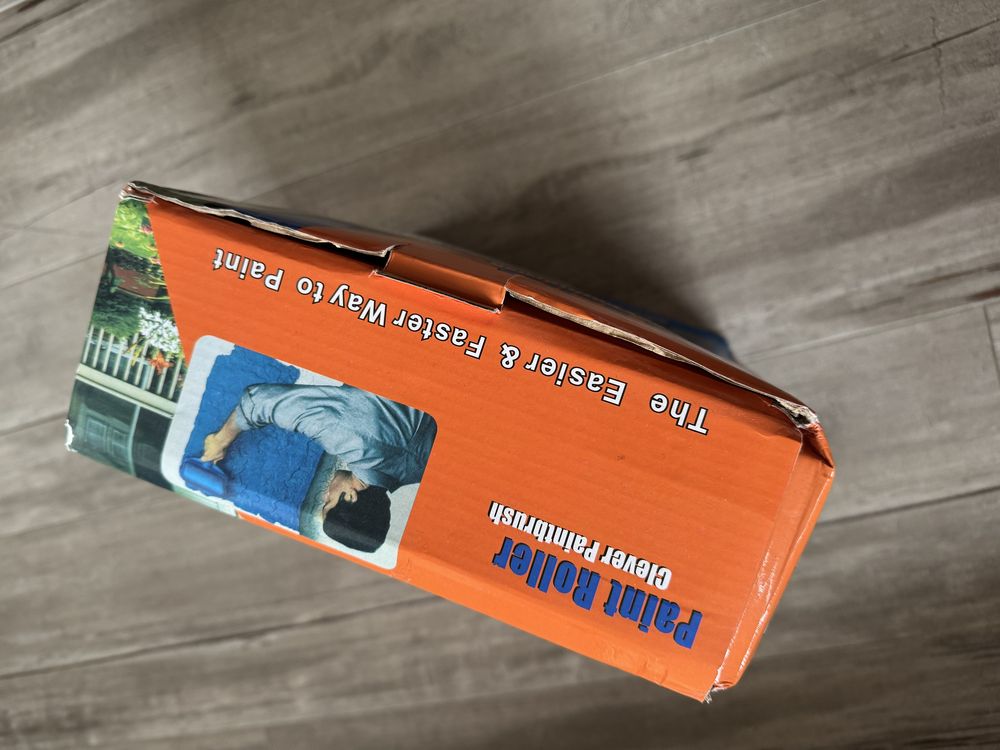 Paint Roller
Clever Paintbrush
The Easier & Faster Way to Paint